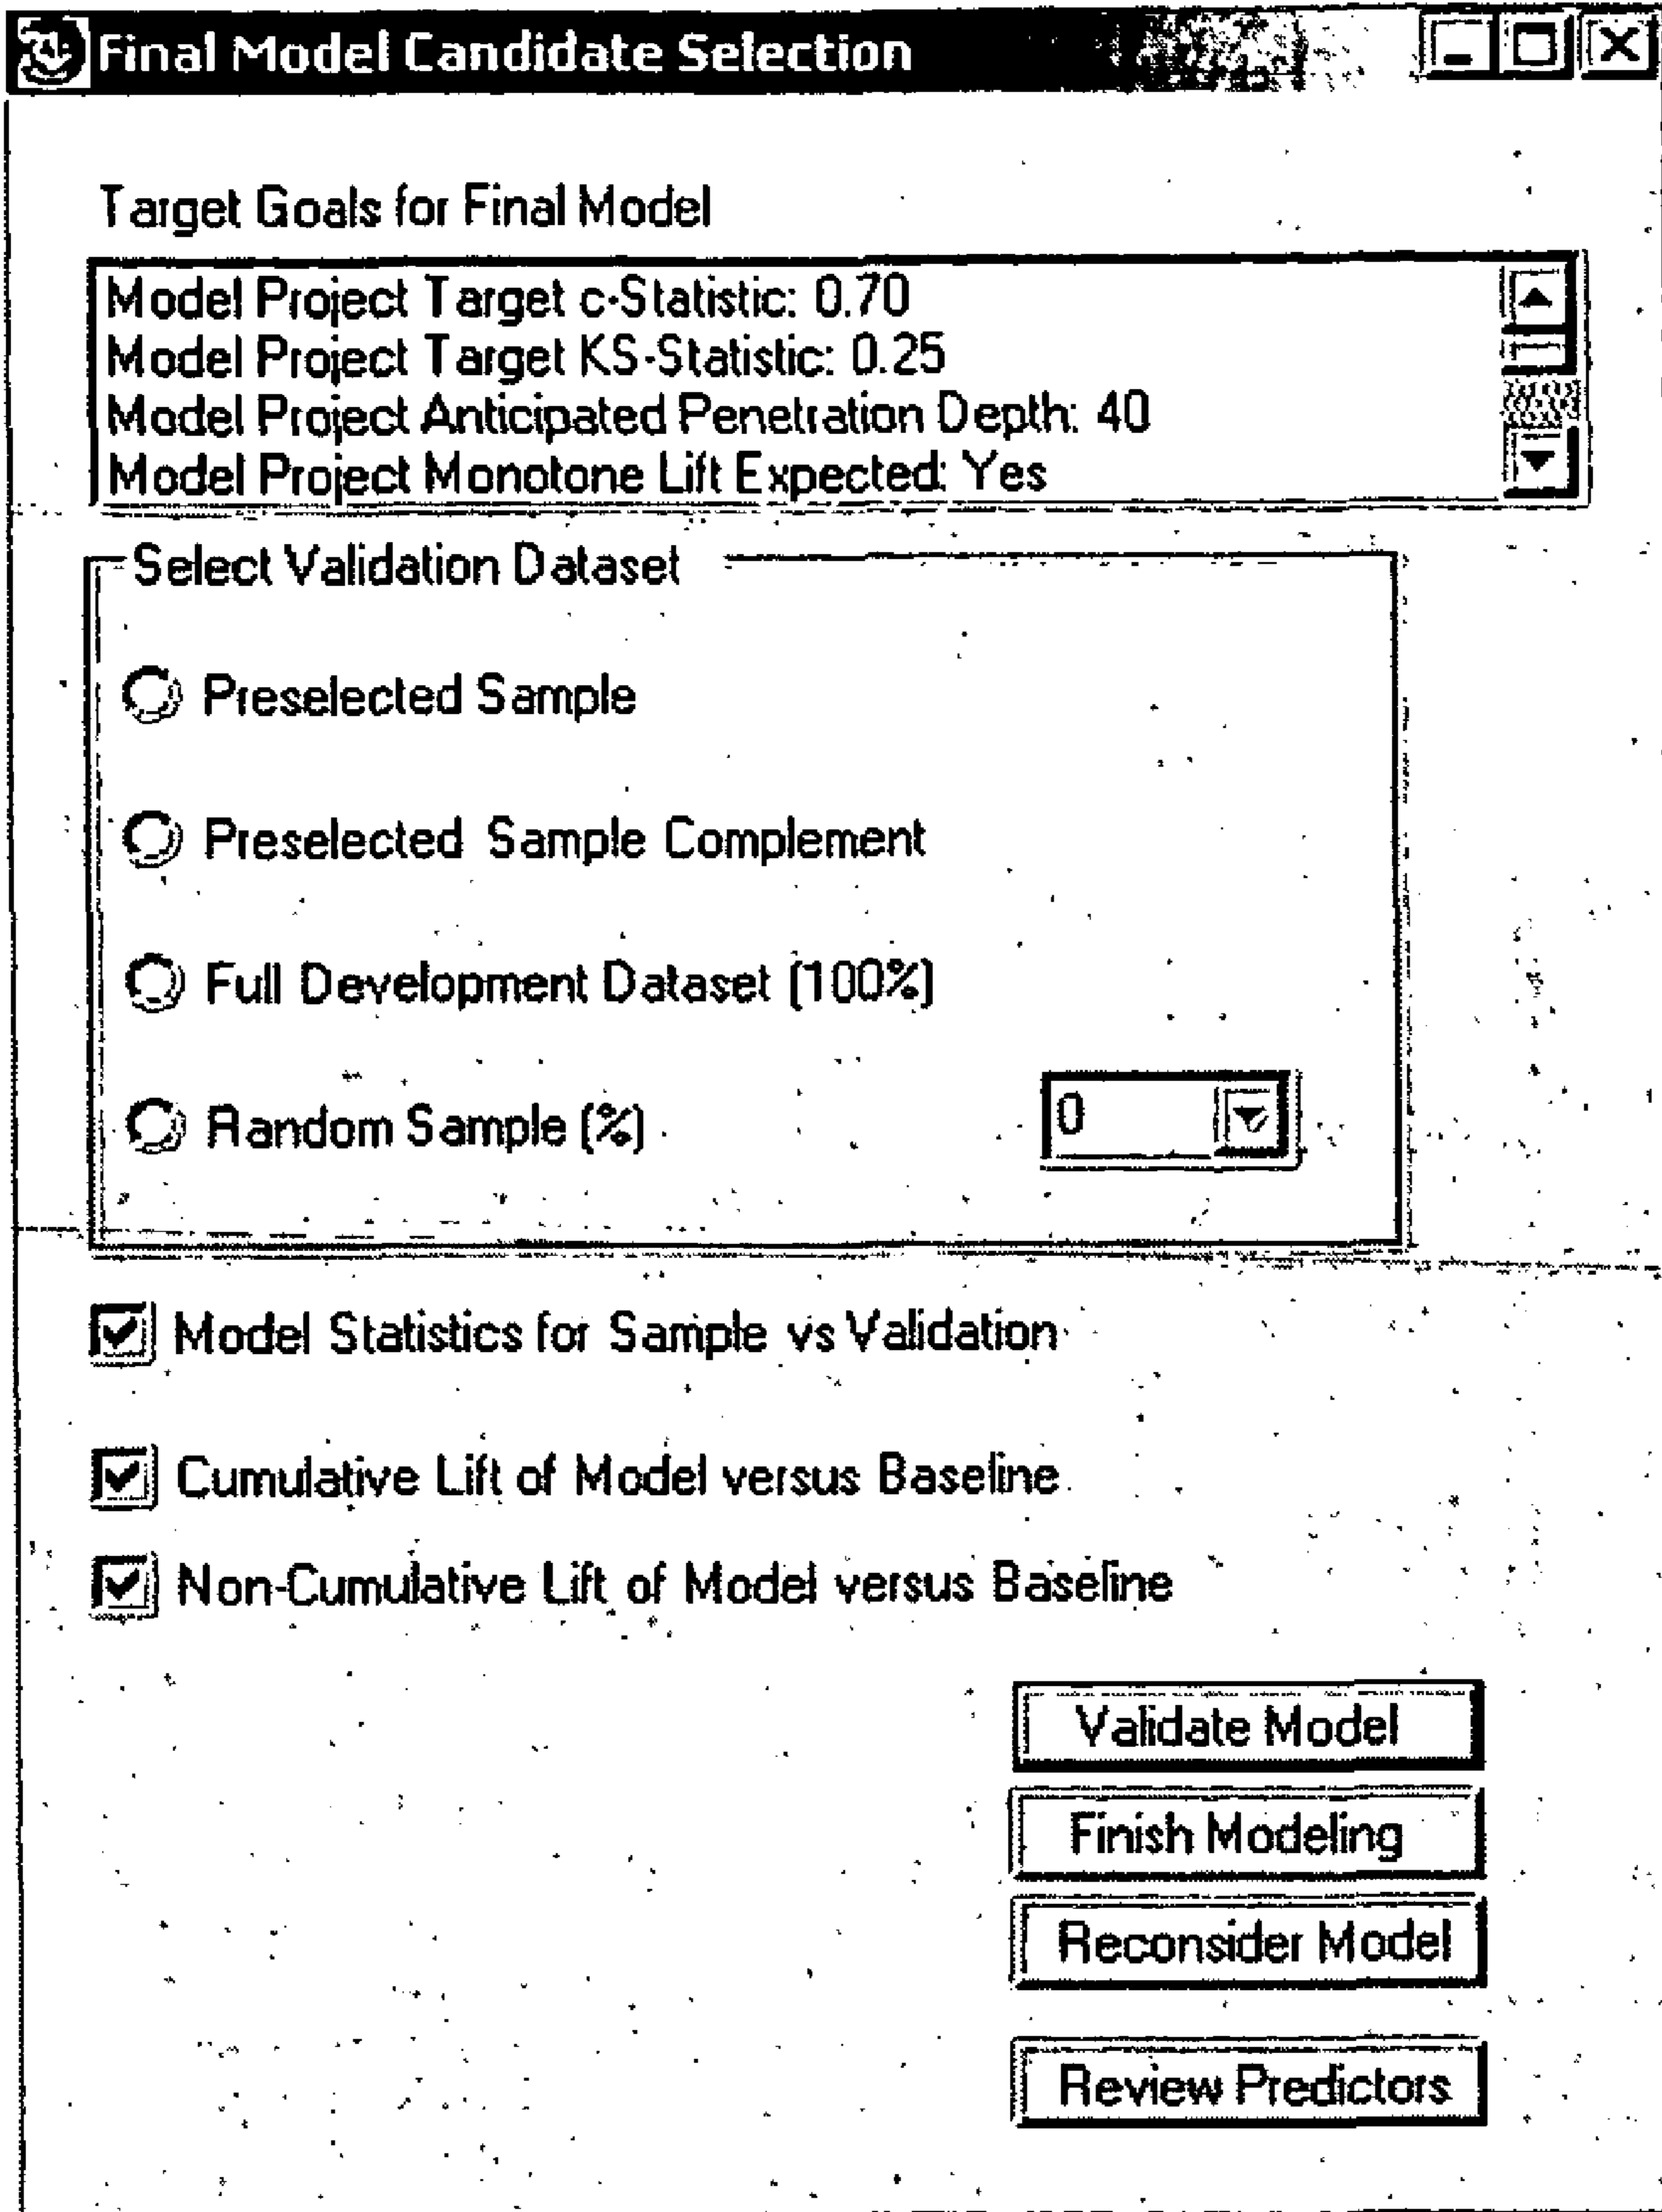 Final Model Candidate Selection
Target Goals for Final Model
Model Project Target c-Statistic: 0.70
Model Project Target KS-Statistic: 0.25
Model Project Anticipated Penetration Depth: 40
Model Project Monotone Lift Expected: Yes
Select Validation Dataset
Preselected Sample
Preselected Sample Complement
Full Development Dataset (100%)
Random Sample (%) 0
Model Statistics for Sample vs Validation
Cumulative Lift of Model versus Baseline
Non-Cumulative Lift of Model versus Baseline
Validate Model
Finish Modeling
Reconsider Model
Review Predictors